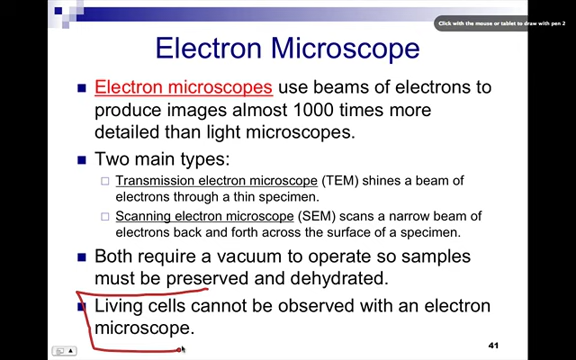 Click with the mouse or tablet to draw with pen 2
Electron Microscope
Electron microscopes use beams of electrons to
produce images almost 1000 times more
detailed than light microscopes.
Two main types:
Transmission electron microscope (TEM) shines a beam of
electrons through a thin specimen.
Scanning electron microscope (SEM) scans a narrow beam of
electrons back and forth across the surface of a specimen.
Both require a vacuum to operate so samples
must be preserved and dehydrated.
Living cells cannot be observed with an electron
microscope.
41